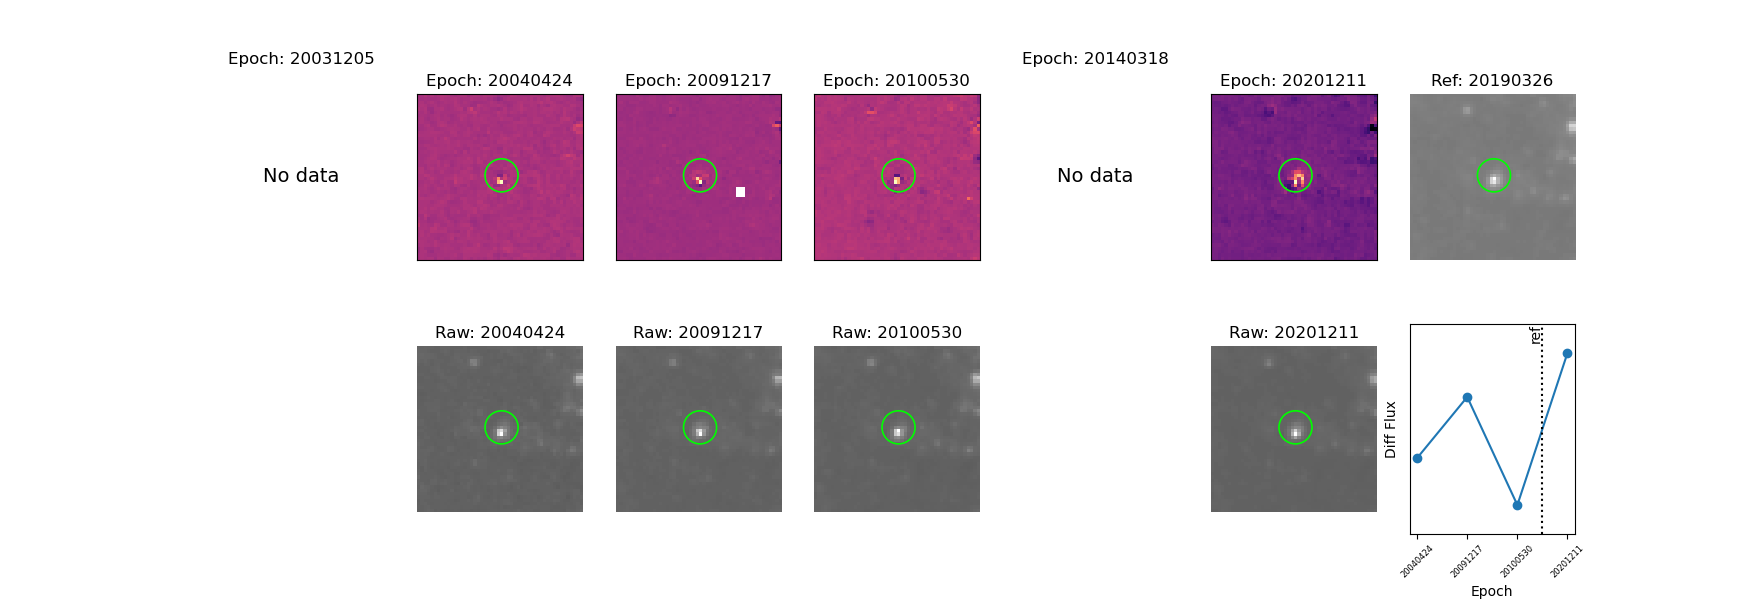 Epoch: 20031205
Epoch: 20140318
Epoch: 20040424
Epoch: 20091217
Epoch: 20100530
Epoch: 20201211
Ref: 20190326
No data
No data
Raw: 20040424
Raw: 20091217
Raw: 20100530
Raw: 20201211
ref
Diff Flux
20040424
20091217
20100530
20201211
Epoch